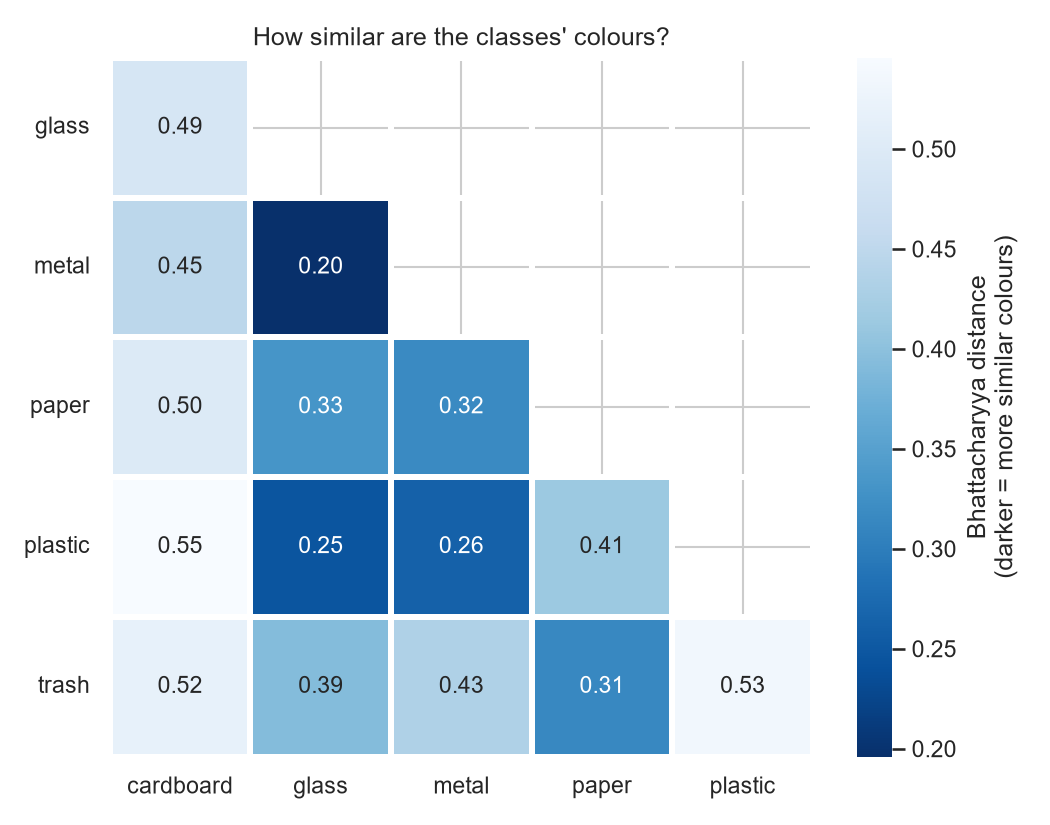 How similar are the classes' colours?
glass 0.49
metal 0.45 0.20
paper 0.50 0.33 0.32
plastic 0.55 0.25 0.26 0.41
trash 0.52 0.39 0.43 0.31 0.53
cardboard glass metal paper plastic
0.50
0.45
0.40
0.35
0.30
0.25
0.20
Bhattacharyya distance
(darker = more similar colours)